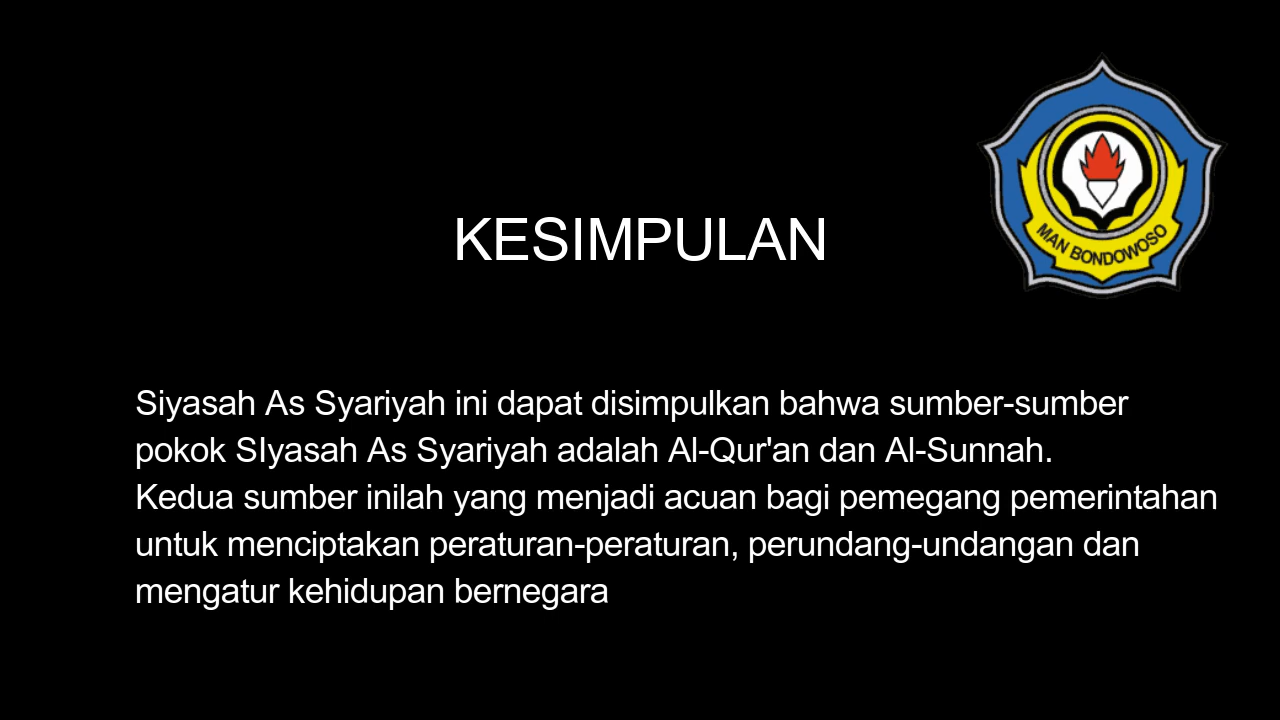 MAN BONDOWOSO
KESIMPULAN
Siyasah As Syariyah ini dapat disimpulkan bahwa sumber-sumber
pokok SIyasah As Syariyah adalah Al-Qur'an dan Al-Sunnah.
Kedua sumber inilah yang menjadi acuan bagi pemegang pemerintahan
untuk menciptakan peraturan-peraturan, perundang-undangan dan
mengatur kehidupan bernegara